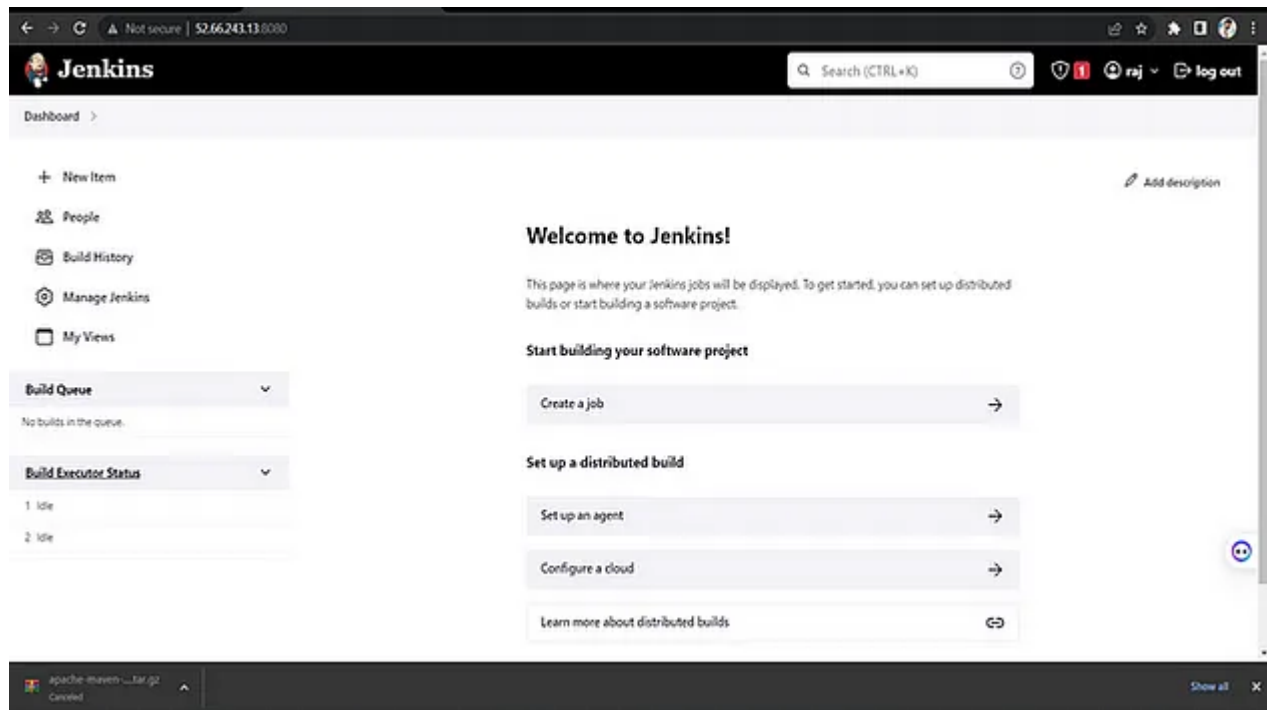 Not secure | 52.66.243.13:8080
Jenkins
Search (CTRL+K)
1
raj
log out
Dashboard
New Item
Add description
People
Build History
Manage Jenkins
My Views
Welcome to Jenkins!
This page is where your Jenkins jobs will be displayed. To get started, you can set up distributed
builds or start building a software project.
Start building your software project
Create a job
Build Queue
No builds in the queue.
Build Executor Status
1 Idle
2 Idle
Set up a distributed build
Set up an agent
Configure a cloud
Learn more about distributed builds
apache-maven-....tar.gz
Canceled
Show all